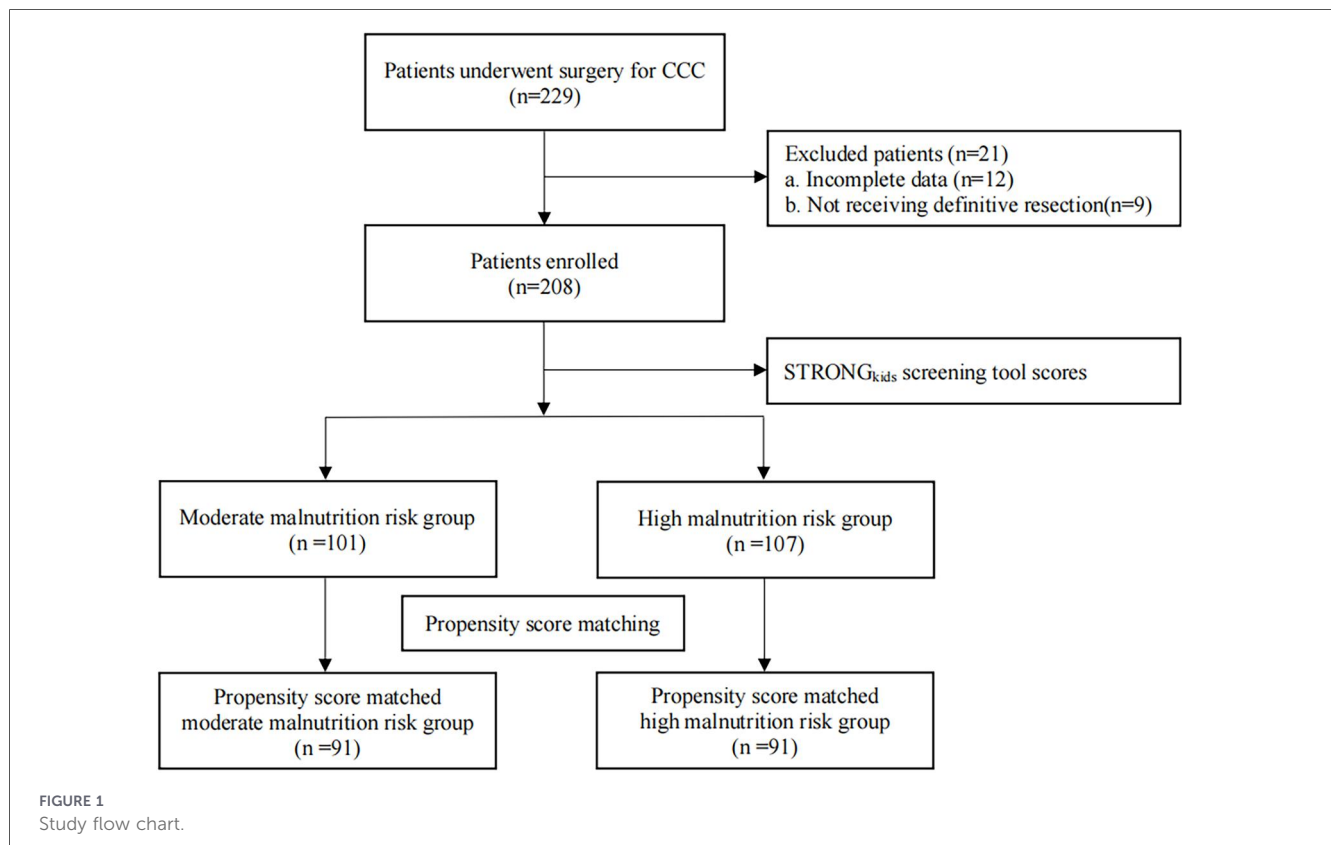 Patients underwent surgery for CCC
(n=229)
Excluded patients (n=21)
a. Incomplete data (n=12)
b. Not receiving definitive resection(n=9)
Patients enrolled
(n=208)
STRONGkids screening tool scores
Moderate malnutrition risk group
(n =101)
High malnutrition risk group
(n =107)
Propensity score matching
Propensity score matched
moderate malnutrition risk group
(n =91)
Propensity score matched
high malnutrition risk group
(n =91)
FIGURE 1
Study flow chart.